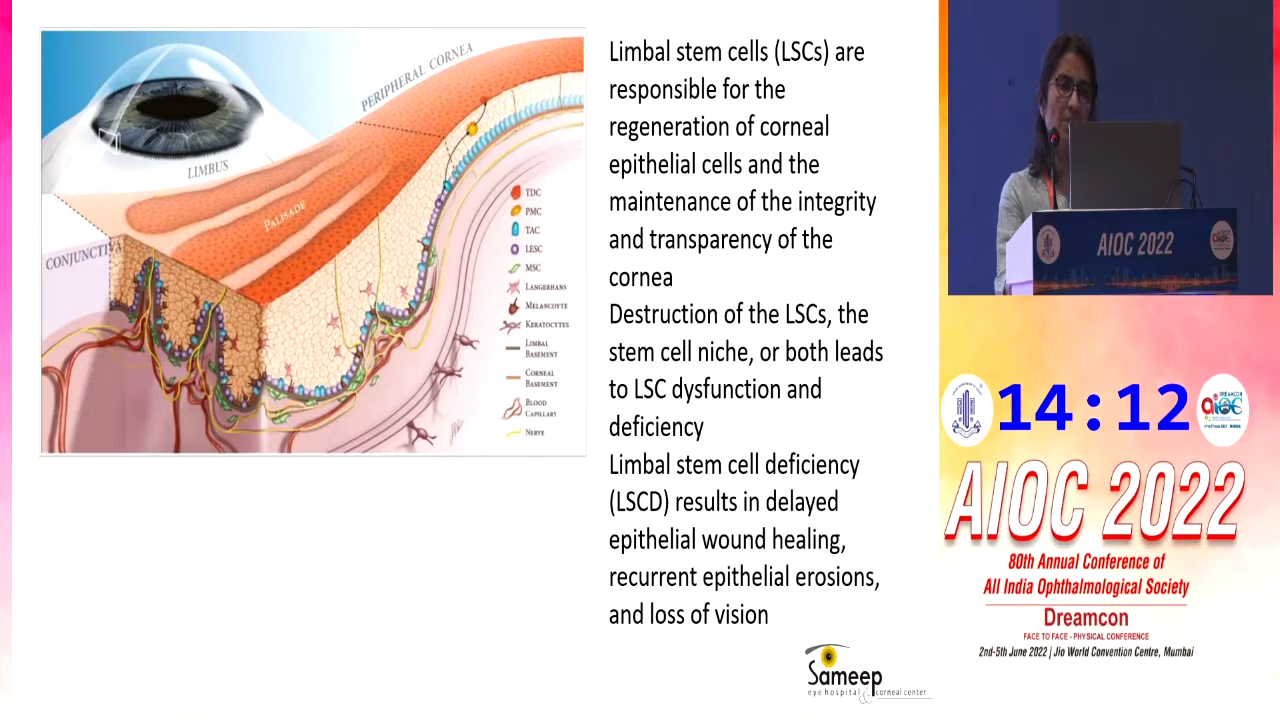 PERIPHERAL CORNEA
LIMBUS
PALISADE
CONJUNCTIVA
TDC
PMC
TAC
LESC
MSC
LANGERHANS
MELANCOYTE
KERATOCYTES
LIMBAL
BASEMENT
CORNEAL
BASEMENT
BLOOD
CAPILLARY
NERVE
Limbal stem cells (LSCs) are
responsible for the
regeneration of corneal
epithelial cells and the
maintenance of the integrity
and transparency of the
cornea
Destruction of the LSCs, the
stem cell niche, or both leads
to LSC dysfunction and
deficiency
Limbal stem cell deficiency
(LSCD) results in delayed
epithelial wound healing,
recurrent epithelial erosions,
and loss of vision
Sameep
eye hospital & corneal center
AIOC 2022
14:12
DREAMCON
aioc
AIOC 2022
80th Annual Conference of
All India Ophthalmological Society
Dreamcon
FACE TO FACE - PHYSICAL CONFERENCE
2nd-5th June 2022 | Jio World Convention Centre, Mumbai